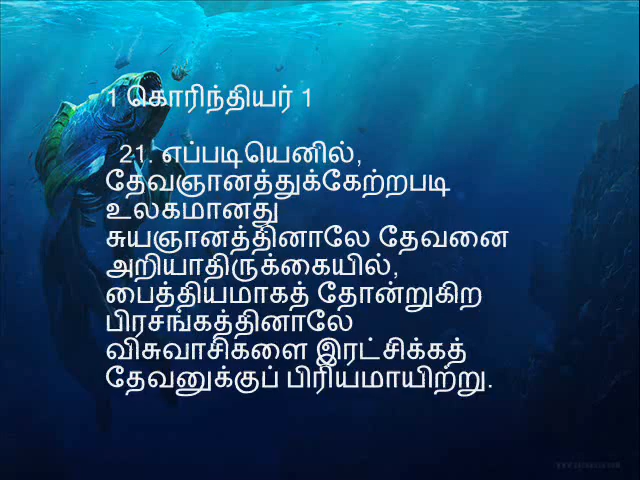 1 கொரிந்தியர் 1
21. எப்படியெனில்,
தேவஞானத்துக்கேற்றபடி
உலகமானது
சுயஞானத்தினாலே தேவனை
அறியாதிருக்கையில்,
பைத்தியமாகத் தோன்றுகிற
பிரசங்கத்தினாலே
விசுவாசிகளை இரட்சிக்கத்
தேவனுக்குப் பிரியமாயிற்று.